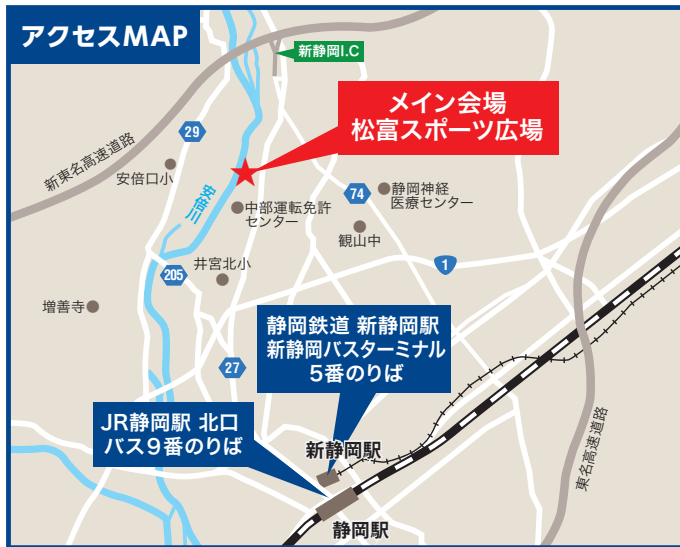 アクセスMAP
新静岡I.C
メイン会場
松富スポーツ広場
新東名高速道路
29
安倍口小
安倍川
中部運転免許
センター
74
静岡神経
医療センター
観山中
1
205
井宮北小
増善寺
27
静岡鉄道 新静岡駅
新静岡バスターミナル
5番のりば
JR静岡駅 北口
バス9番のりば
新静岡駅
静岡駅
東名高速道路